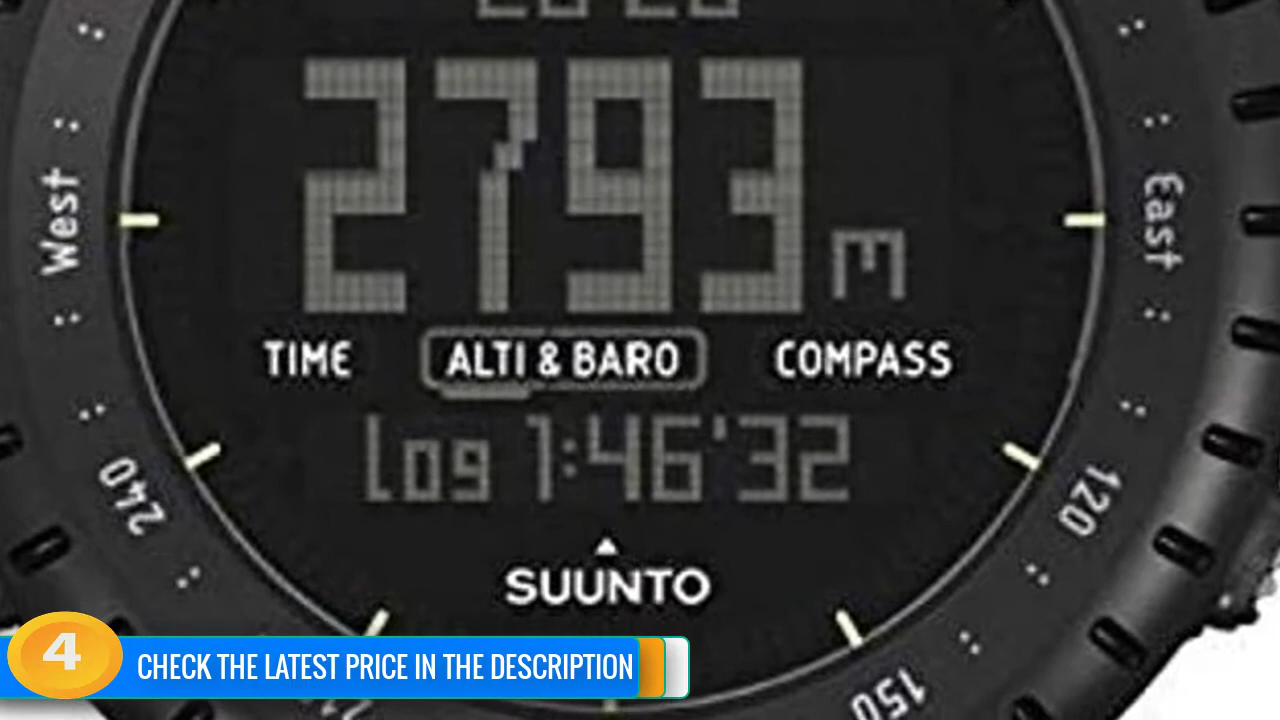 2793 m
West
East
TIME ALTI & BARO COMPASS
log 1:46'32
240
120
SUUNTO
150
4 CHECK THE LATEST PRICE IN THE DESCRIPTION